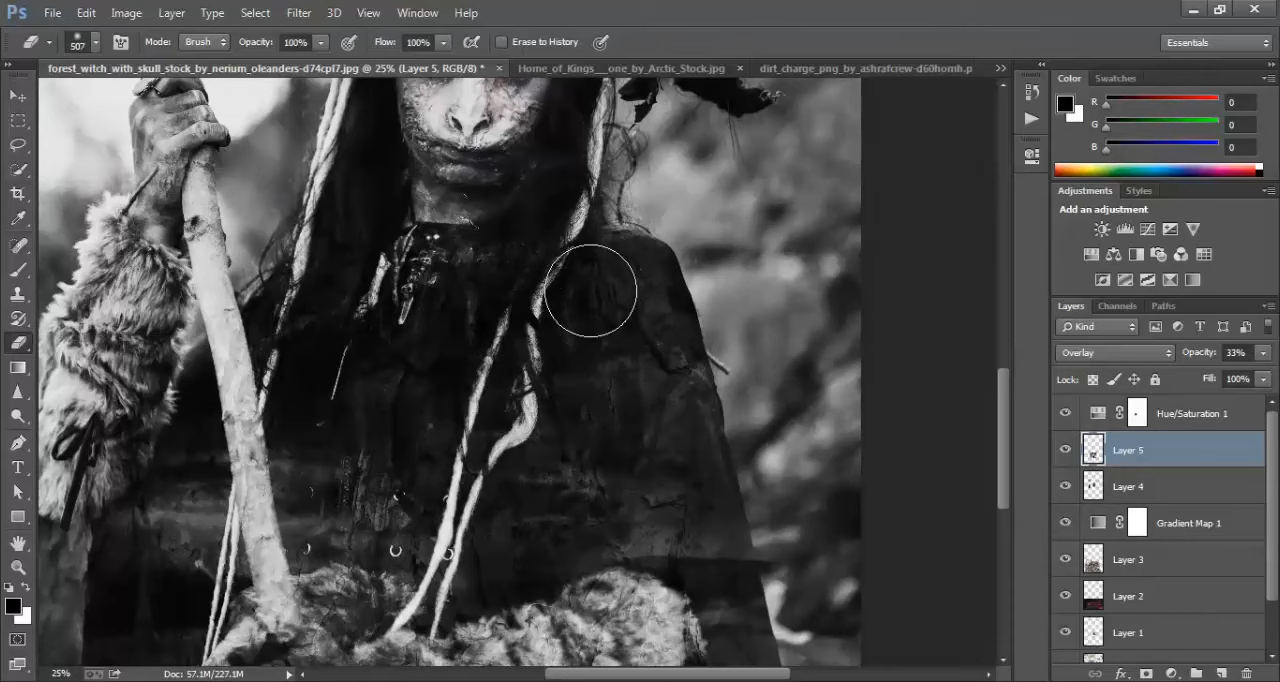 Ps File Edit Image Layer Type Select Filter 3D View Window Help
507 Mode: Brush Opacity: 100% Flow: 100% Erase to History Essentials
forest_witch_with_skull_stock_by_nerium_oleanders-d74cpf7.jpg @ 25% (Layer 5, RGB/8) * × Home_of_Kings__one_by_Arctic_Stock.jpg × dirt_charge_png_by_ashrafcrew-d60homh.p
Color Swatches
R 0
G 0
B 0
Adjustments Styles
Add an adjustment
Layers Channels Paths
Kind
Overlay Opacity: 33%
Lock: Fill: 100%
Hue/Saturation 1
Layer 5
Layer 4
Gradient Map 1
Layer 3
Layer 2
Layer 1
25% Doc: 57.1M/227.1M